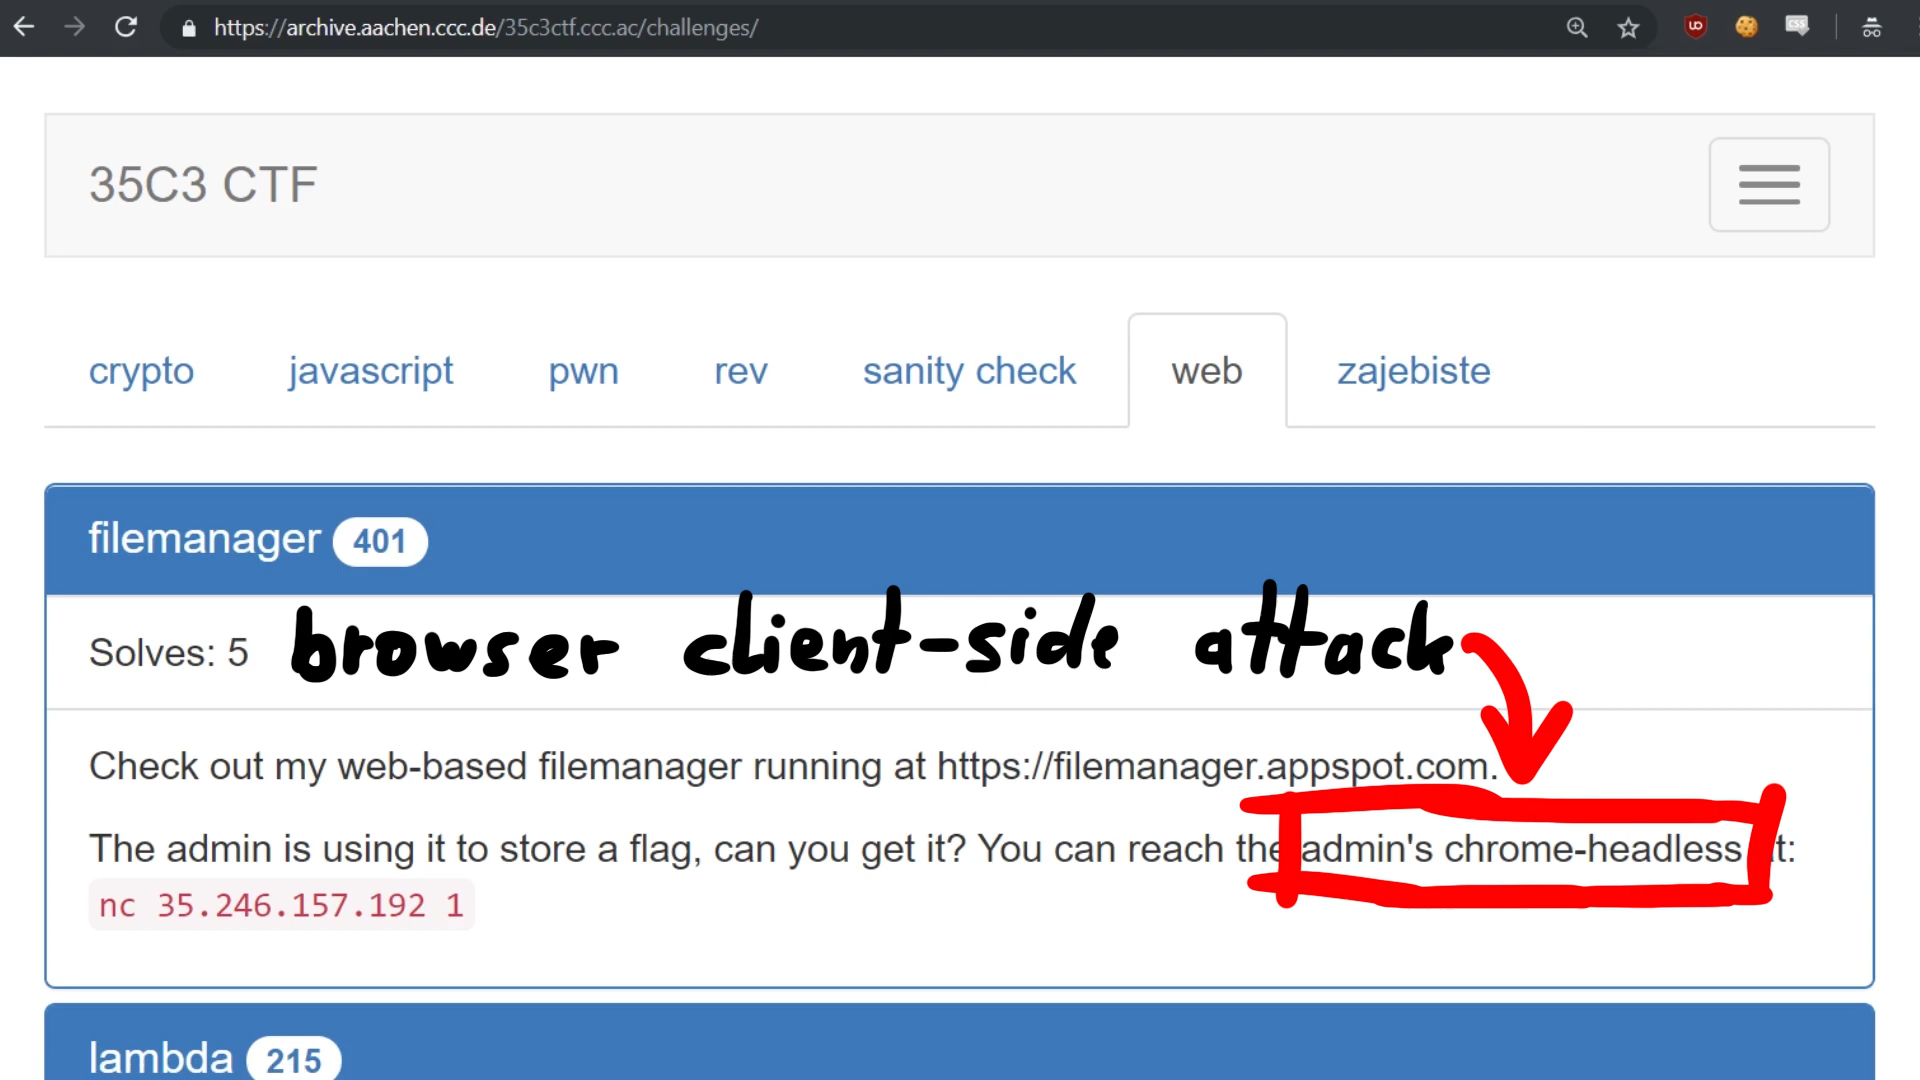 https://archive.aachen.ccc.de/35c3ctf.ccc.ac/challenges/
35C3 CTF
crypto javascript pwn rev sanity check web zajebiste
filemanager 401
Solves: 5 browser client-side attack
Check out my web-based filemanager running at https://filemanager.appspot.com.
The admin is using it to store a flag, can you get it? You can reach the admin's chrome-headless at:
nc 35.246.157.192 1
lambda 215